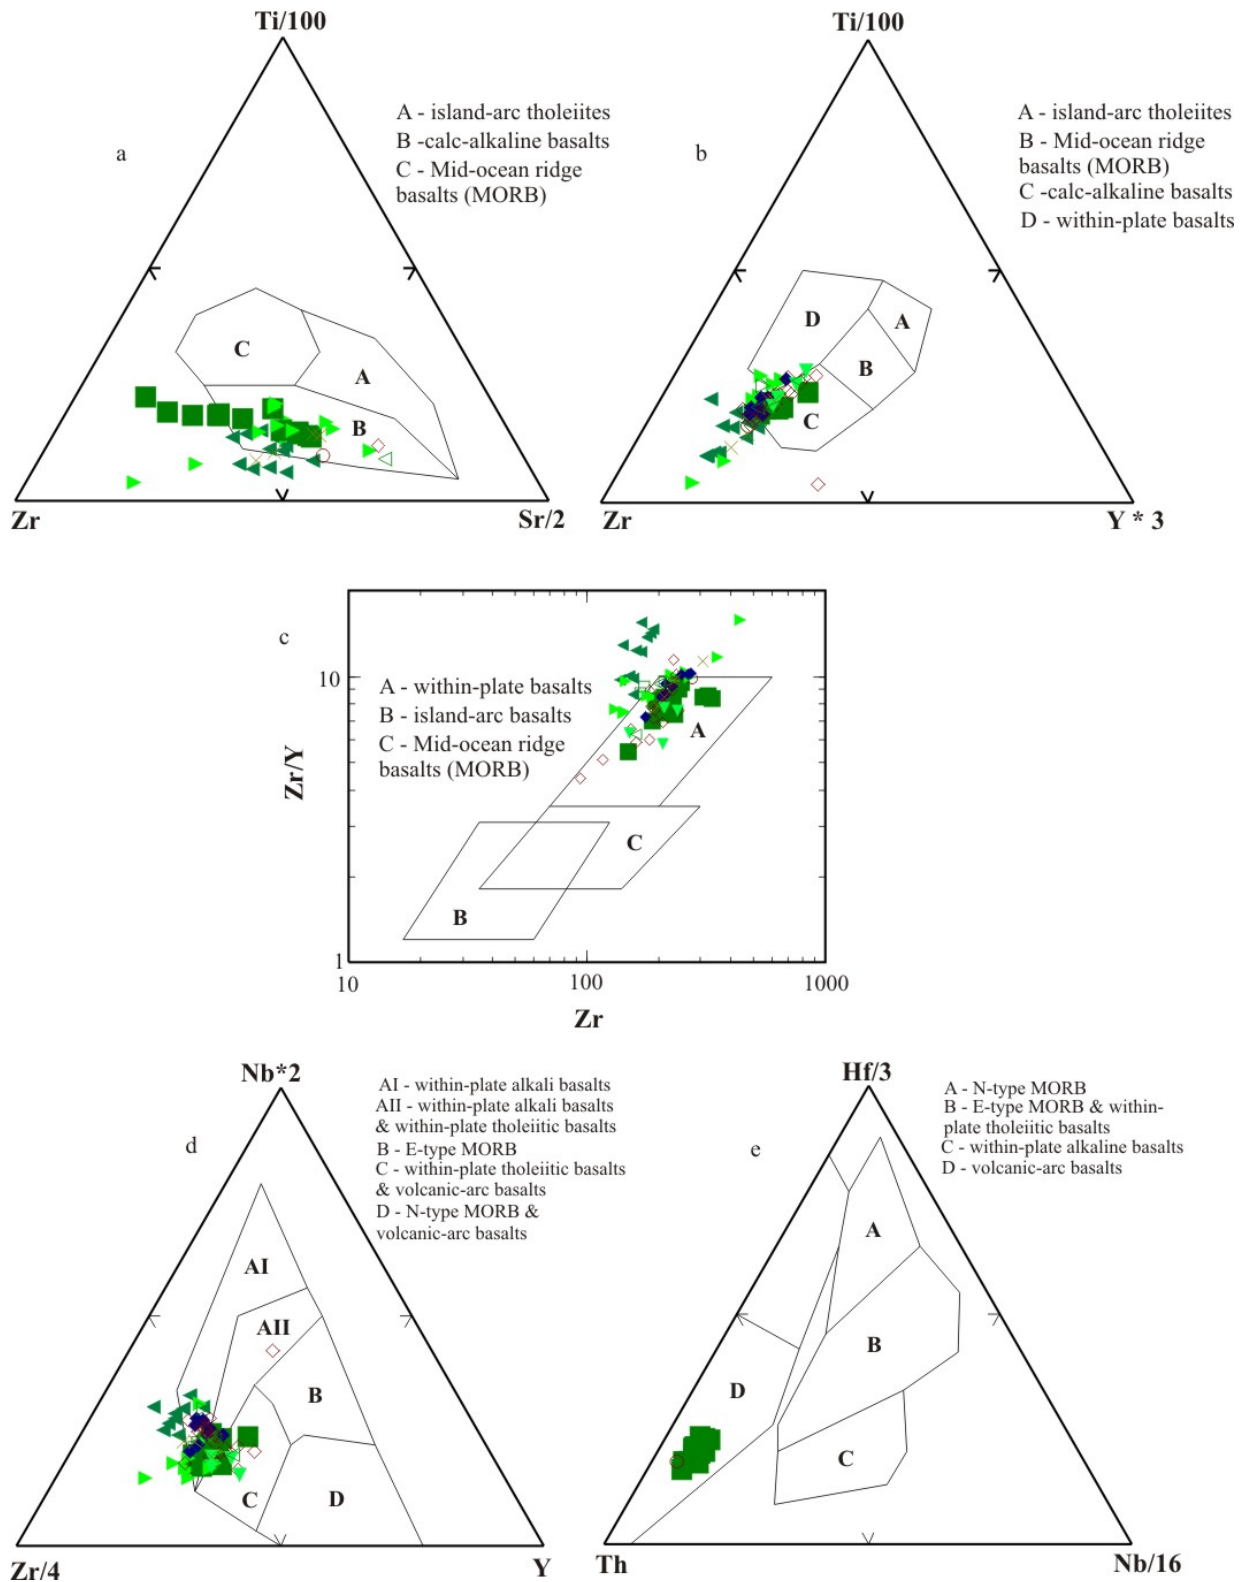 Ti/100
a
A - island-arc tholeiites
B -calc-alkaline basalts
C - Mid-ocean ridge
basalts (MORB)
C
A
B
Zr
Sr/2
Ti/100
b
A - island-arc tholeiites
B - Mid-ocean ridge
basalts (MORB)
C -calc-alkaline basalts
D - within-plate basalts
D
A
B
C
Zr
Y * 3
c
A - within-plate basalts
B - island-arc basalts
C - Mid-ocean ridge
basalts (MORB)
Zr/Y
10
1
A
C
B
10
100
1000
Zr
Nb*2
d
AI - within-plate alkali basalts
AII - within-plate alkali basalts
& within-plate tholeiitic basalts
B - E-type MORB
C - within-plate tholeiitic basalts
& volcanic-arc basalts
D - N-type MORB &
volcanic-arc basalts
AI
AII
B
C
D
Zr/4
Y
Hf/3
e
A - N-type MORB
B - E-type MORB & within-
plate tholeiitic basalts
C - within-plate alkaline basalts
D - volcanic-arc basalts
A
B
D
C
Th
Nb/16